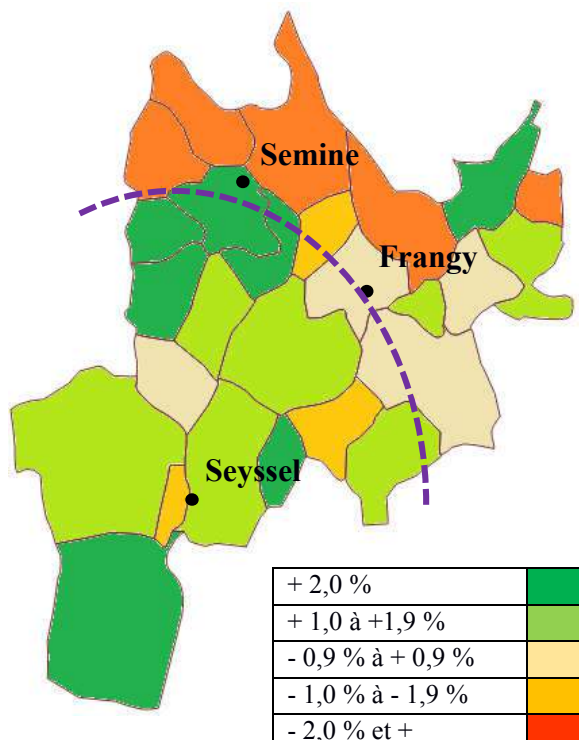 Semine
Frangy
Seyssel
+ 2,0 %
+ 1,0 à +1,9 %
- 0,9 % à + 0,9 %
- 1,0 % à - 1,9 %
- 2,0 % et +